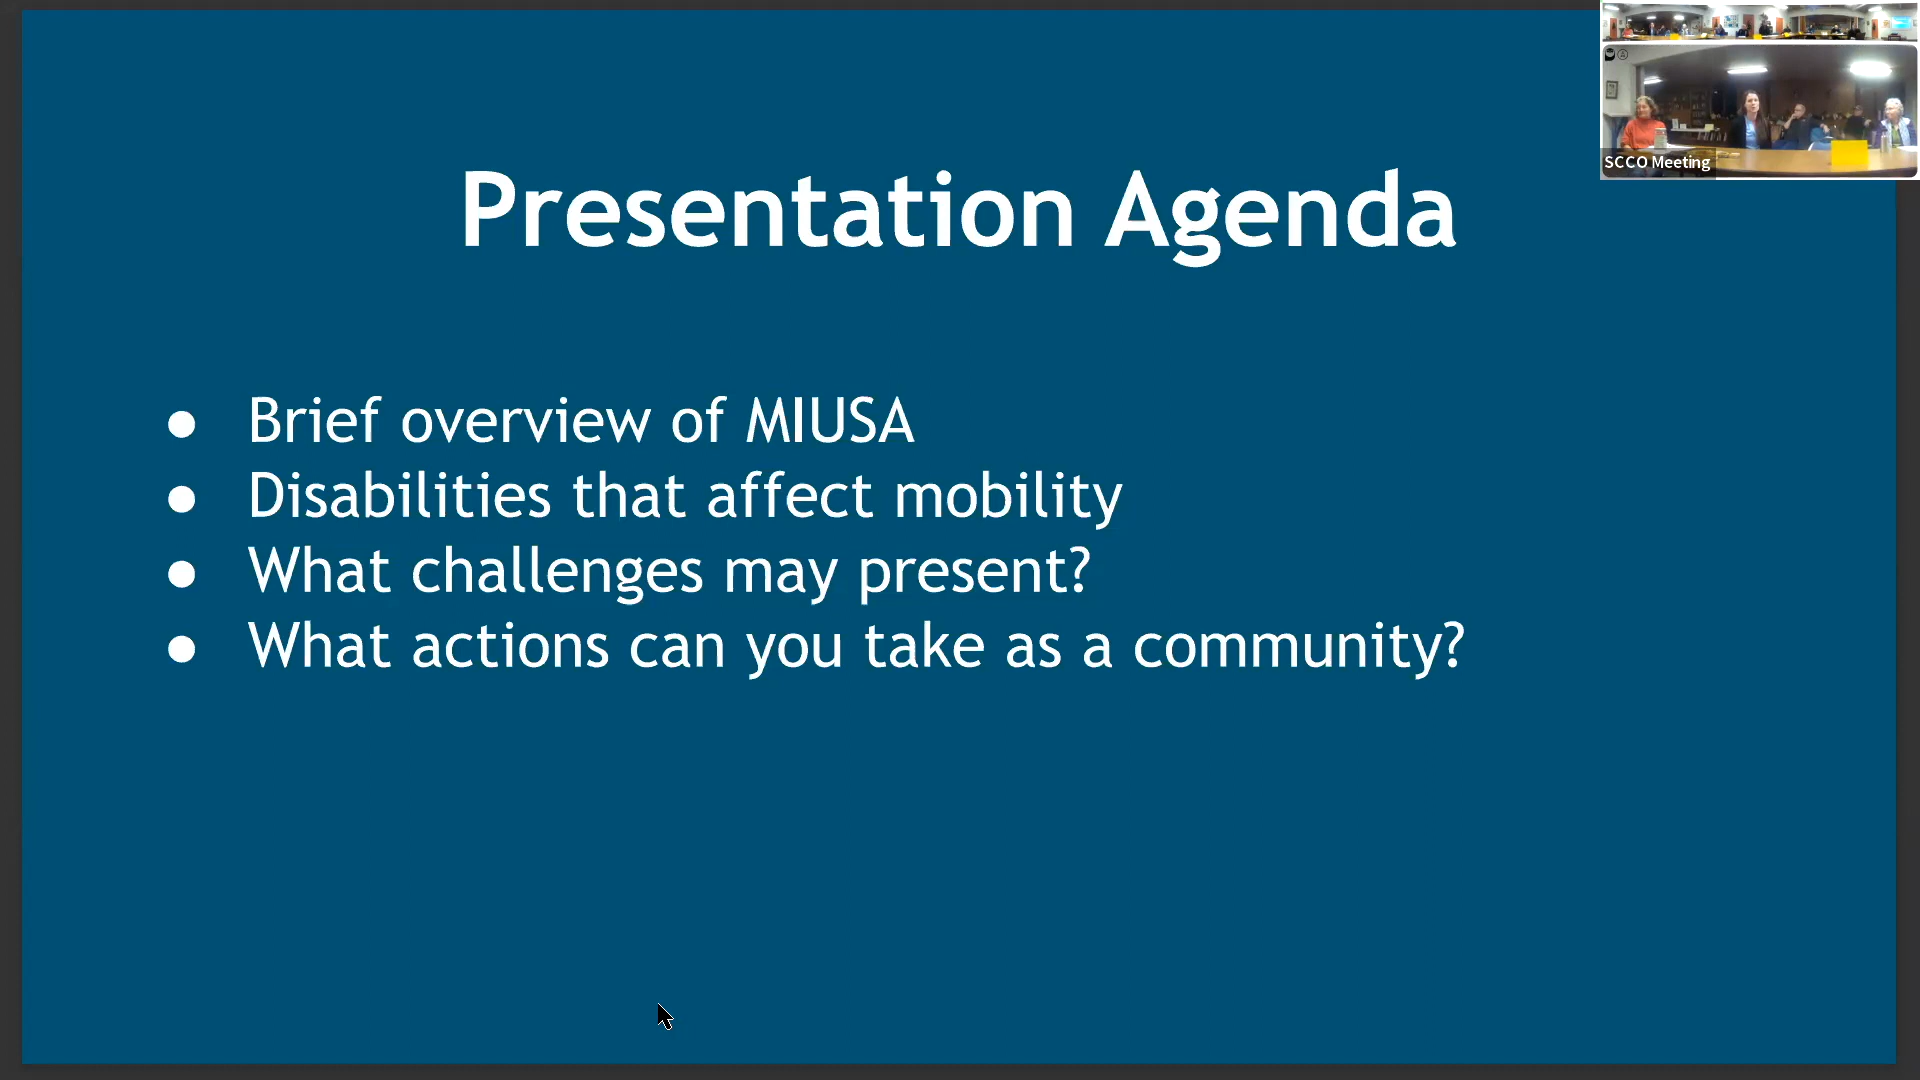 Presentation Agenda
● Brief overview of MIUSA
● Disabilities that affect mobility
● What challenges may present?
● What actions can you take as a community?
SCCO Meeting